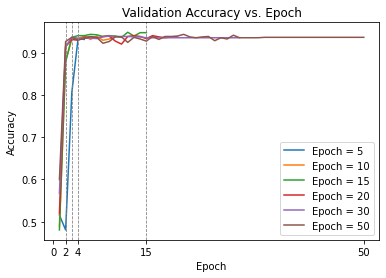 Validation Accuracy vs. Epoch
Accuracy
0.9
0.8
0.7
0.6
0.5
0 2 4 15 50
Epoch
Epoch = 5
Epoch = 10
Epoch = 15
Epoch = 20
Epoch = 30
Epoch = 50